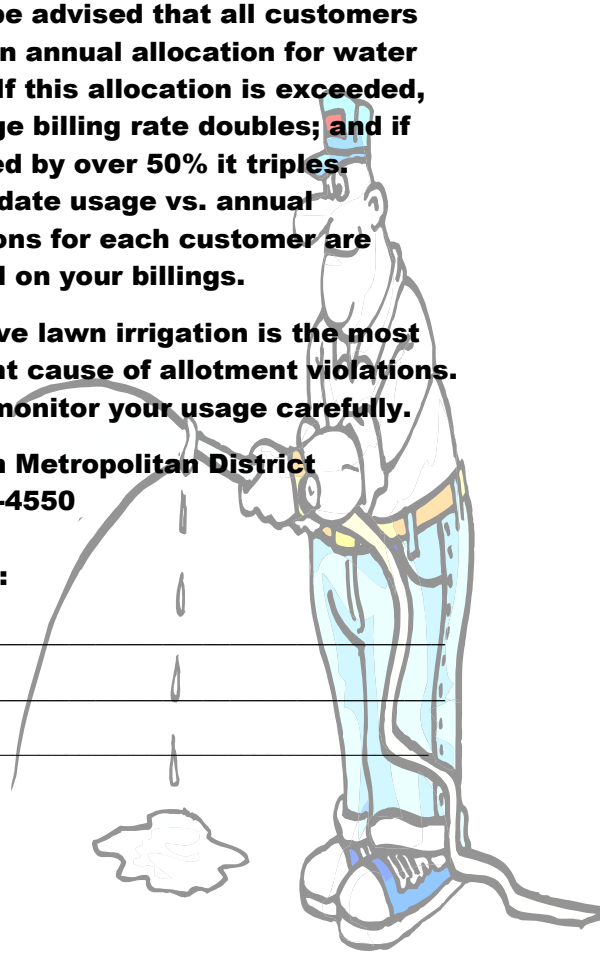 be advised that all customers
n annual allocation for water
If this allocation is exceeded,
ge billing rate doubles; and if
ed by over 50% it triples.
date usage vs. annual
ons for each customer are
d on your billings.
ve lawn irrigation is the most
nt cause of allotment violations.
monitor your usage carefully.
n Metropolitan District
-4550
: